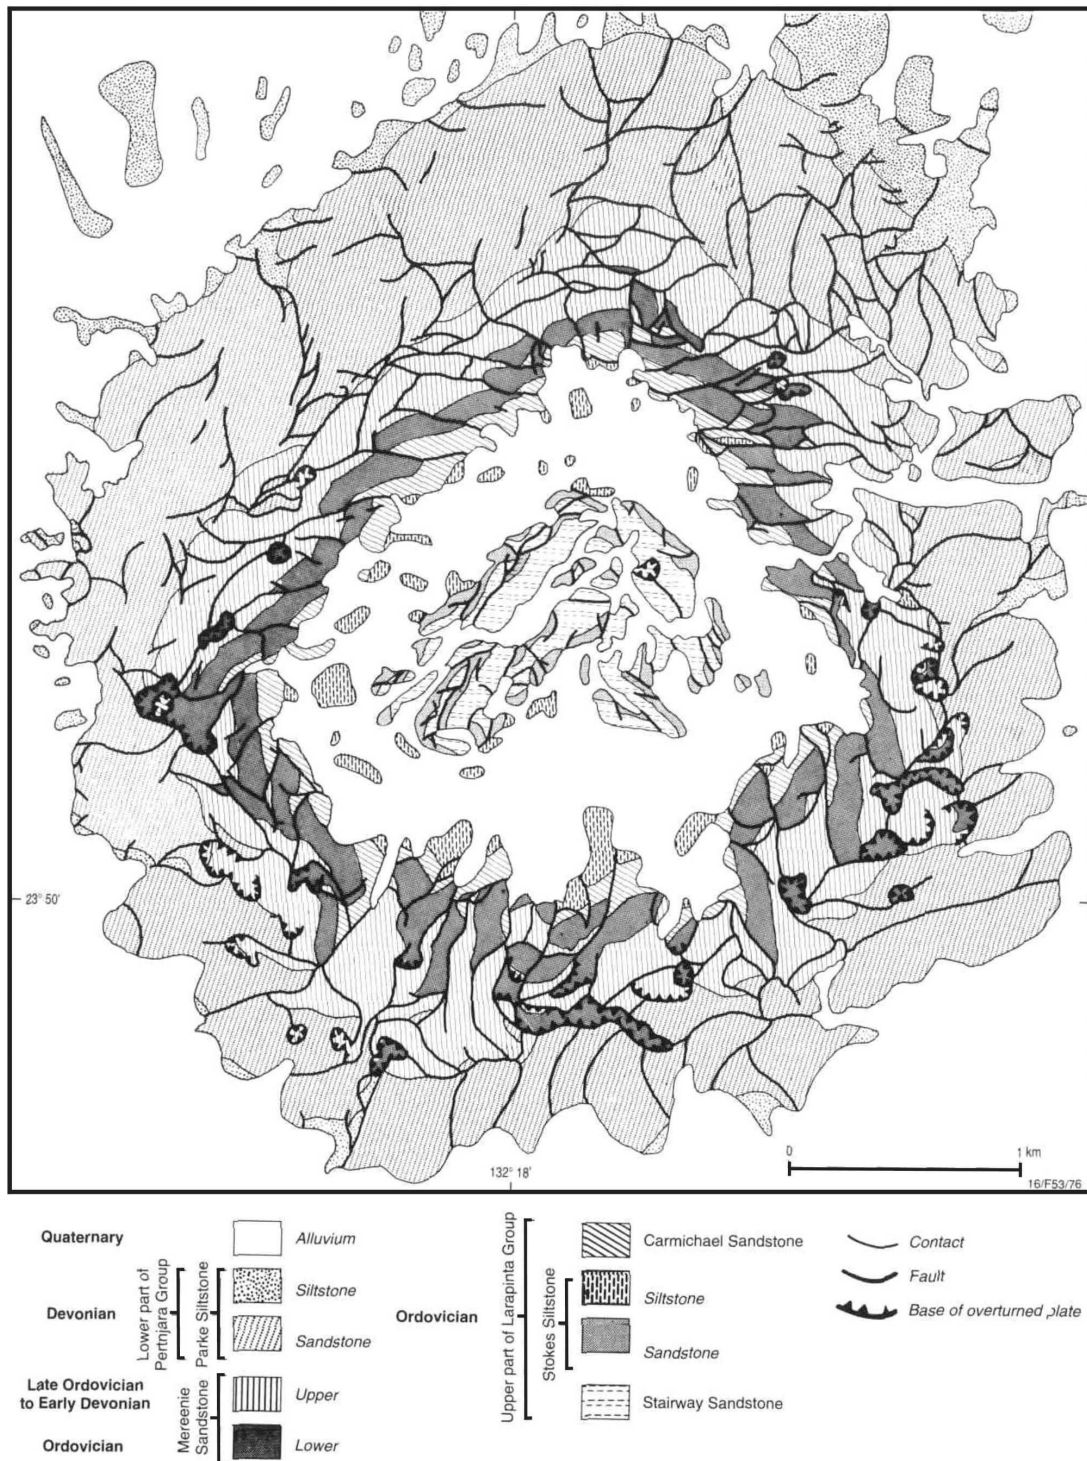 23° 50'
132° 18'
0
1 km
16/F53/76
Quaternary
Alluvium
Devonian
Lower part of
Pertnjara Group
Parke Siltstone
Siltstone
Sandstone
Late Ordovician
to Early Devonian
Ordovician
Mereenie
Sandstone
Upper
Lower
Ordovician
Upper part of Larapinta Group
Carmichael Sandstone
Stokes Siltstone
Siltstone
Sandstone
Stairway Sandstone
Contact
Fault
Base of overturned plate